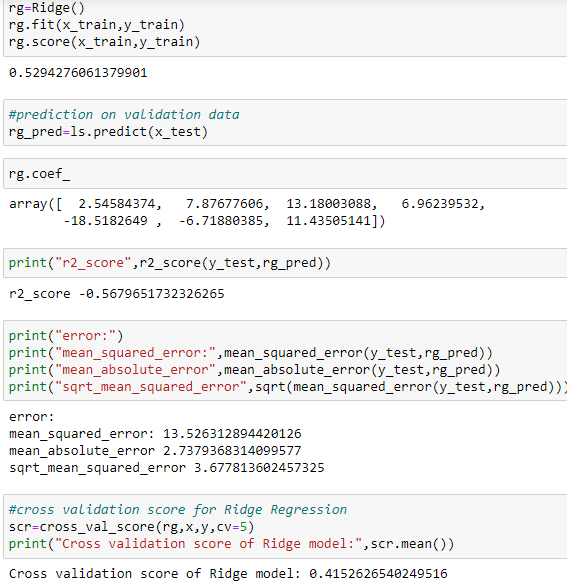 rg=Ridge()
rg.fit(x_train,y_train)
rg.score(x_train,y_train)
0.5294276061379901
#prediction on validation data
rg_pred=ls.predict(x_test)
rg.coef_
array([  2.54584374,   7.87677606,  13.18003088,   6.96239532,
       -18.5182649 ,  -6.71880385,  11.43505141])
print("r2_score",r2_score(y_test,rg_pred))
r2_score -0.5679651732326265
print("error:")
print("mean_squared_error:",mean_squared_error(y_test,rg_pred))
print("mean_absolute_error",mean_absolute_error(y_test,rg_pred))
print("sqrt_mean_squared_error",sqrt(mean_squared_error(y_test,rg_pred)))
error:
mean_squared_error: 13.526312894420126
mean_absolute_error 2.7379368314099577
sqrt_mean_squared_error 3.677813602457325
#cross validation score for Ridge Regression
scr=cross_val_score(rg,x,y,cv=5)
print("Cross validation score of Ridge model:",scr.mean())
Cross validation score of Ridge model: 0.4152626540249516